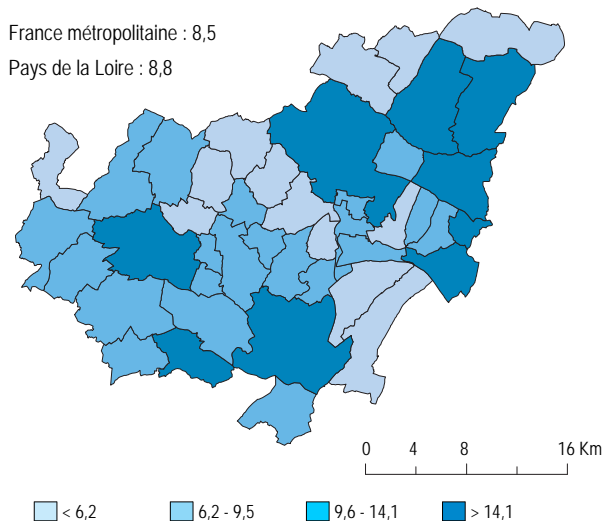 France métropolitaine : 8,5
Pays de la Loire : 8,8
0 4 8 16 Km
< 6,2 6,2 - 9,5 9,6 - 14,1 > 14,1